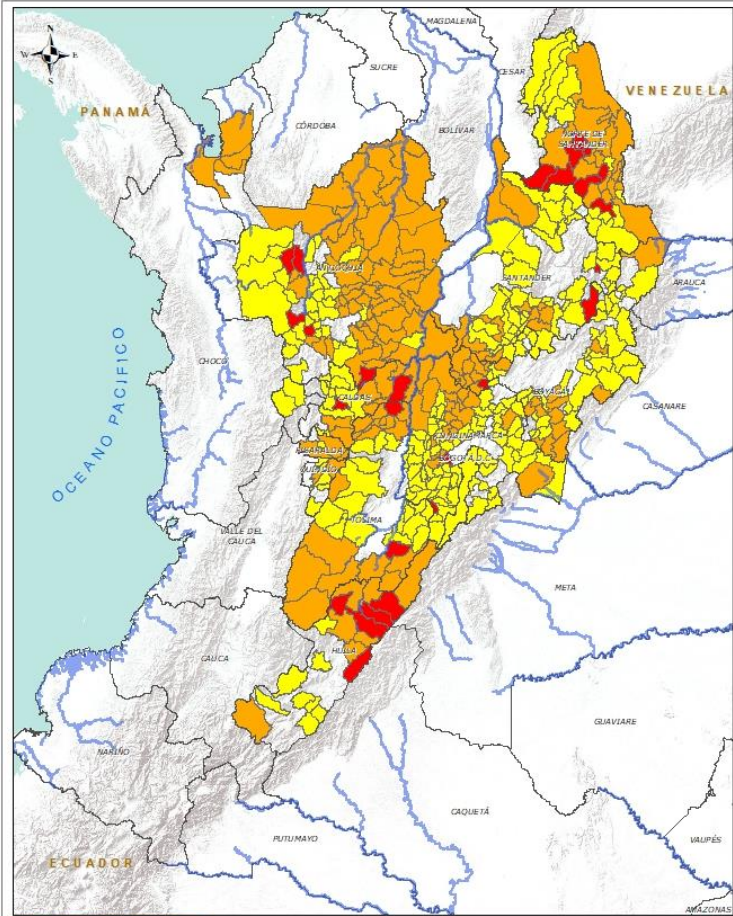 N
W E
S
MAGDALENA
SUCRE
CESAR
VENEZUELA
PANAMÁ
CÓRDOBA
BOLÍVAR
NORTE DE
SANTANDER
ANTIOQUIA
SANTANDER
ARAUCA
CHOCÓ
OCEANO PACIFICO
CALDAS
BOYACÁ
CASANARE
CUNDINAMARCA
RISARALDA
BOGOTÁ, D.C.
QUINDÍO
TOLIMA
VALLE DEL
CAUCA
META
HUILA
CAUCA
GUAVIARE
NARIÑO
CAQUETÁ
PUTUMAYO
VAUPÉS
ECUADOR
AMAZONAS